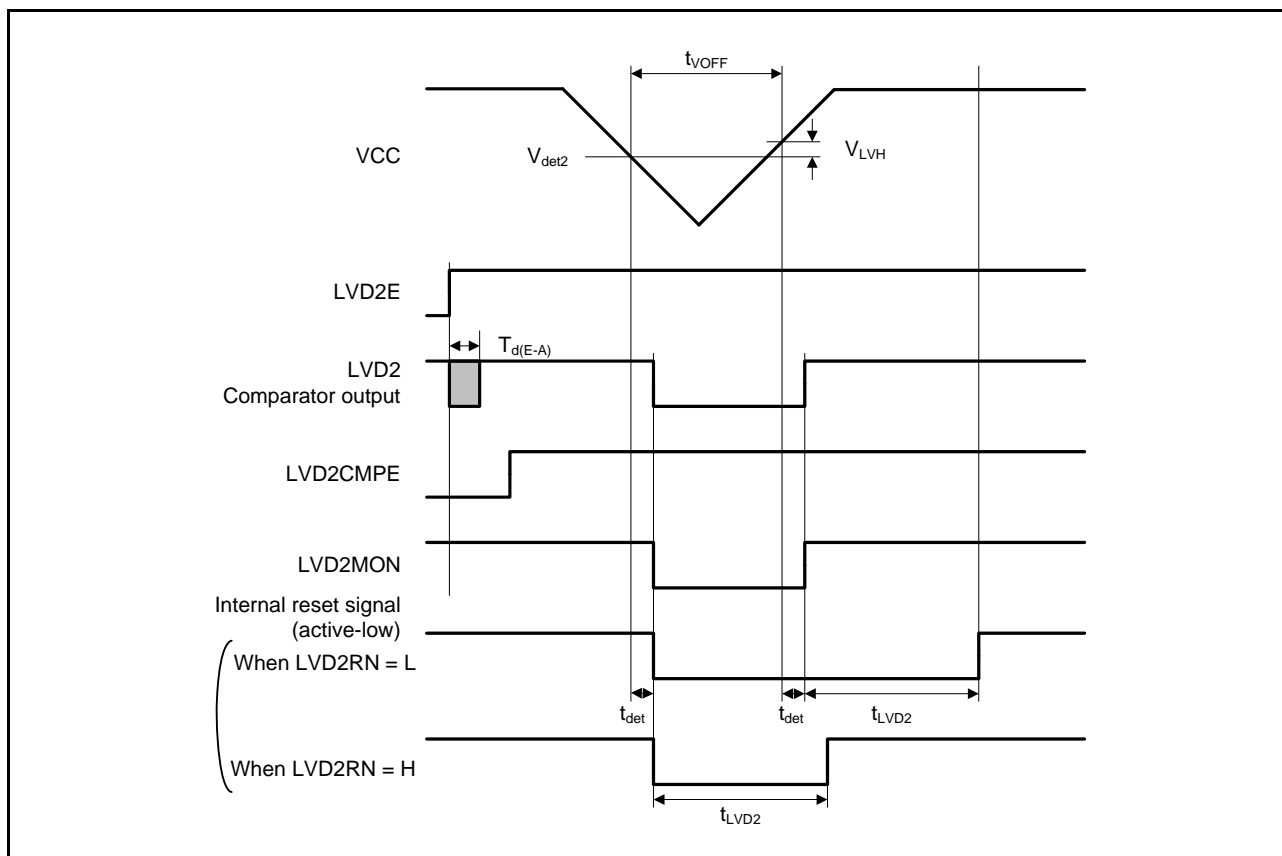 tVOFF
VCC
Vdet2
VLVH
LVD2E
Td(E-A)
LVD2
Comparator output
LVD2CMPE
LVD2MON
Internal reset signal
(active-low)
When LVD2RN = L
tdet
tdet
tLVD2
When LVD2RN = H
tLVD2